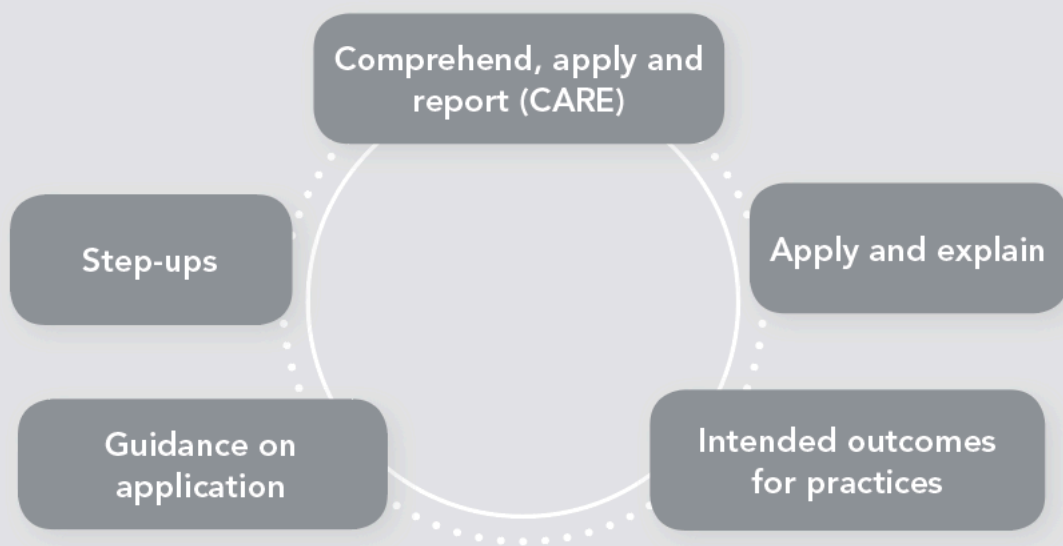 Comprehend, apply and
report (CARE)
Step-ups
Apply and explain
Guidance on
application
Intended outcomes
for practices